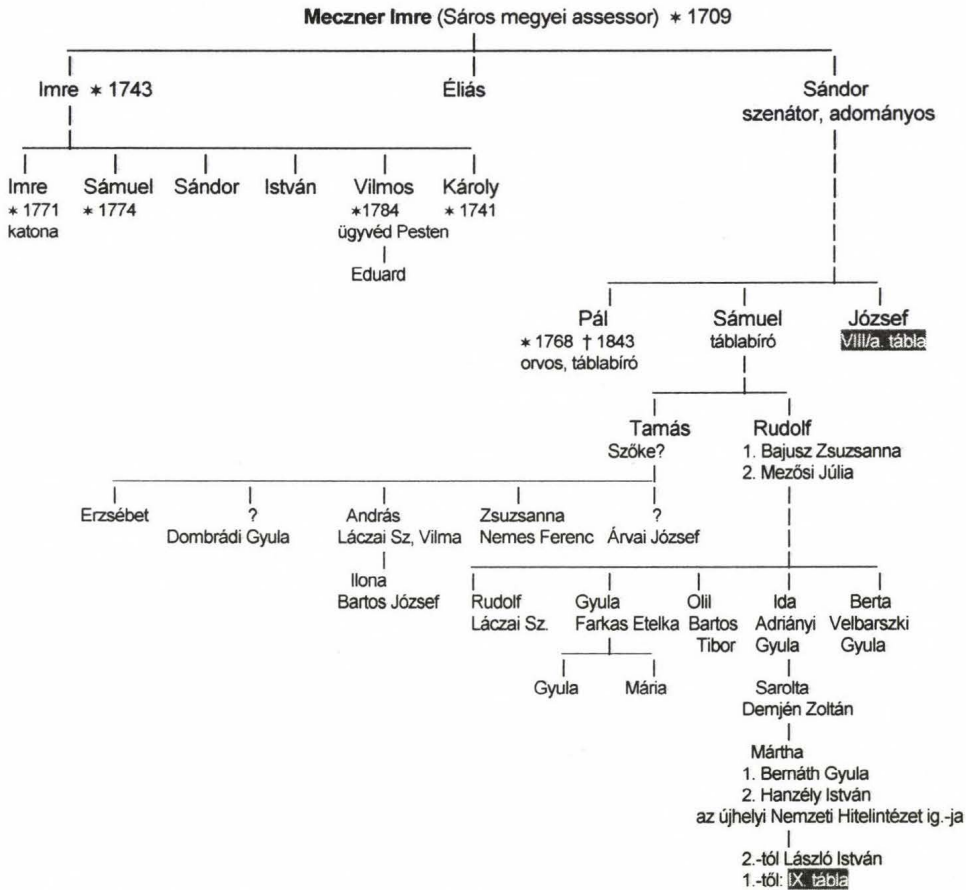 Meczner Imre (Sáros megyei assessor) ✶ 1709
Imre ✶ 1743 Éliás Sándor
szenátor, adományos
Imre Sámuel Sándor István Vilmos Károly
✶ 1771 ✶ 1774 ✶1784 ✶ 1741
katona ügyvéd Pesten
Eduard
Pál Sámuel József
✶ 1768 † 1843 táblabíró VIII/a. tábla
orvos, táblabíró
Tamás Rudolf
Szőke? 1. Bajusz Zsuzsanna
2. Mezősi Júlia
Erzsébet ? András Zsuzsanna ?
Dombrádi Gyula Láczai Sz, Vilma Nemes Ferenc Árvai József
Ilona
Bartos József
Rudolf Gyula Olil Ida Berta
Láczai Sz. Farkas Etelka Bartos Adriányi Velbarszki
Tibor Gyula Gyula
Gyula Mária Sarolta
Demjén Zoltán
Mártha
1. Bernáth Gyula
2. Hanzély István
az újhelyi Nemzeti Hitelintézet ig.-ja
2.-tól László István
1.-től: IX. tábla